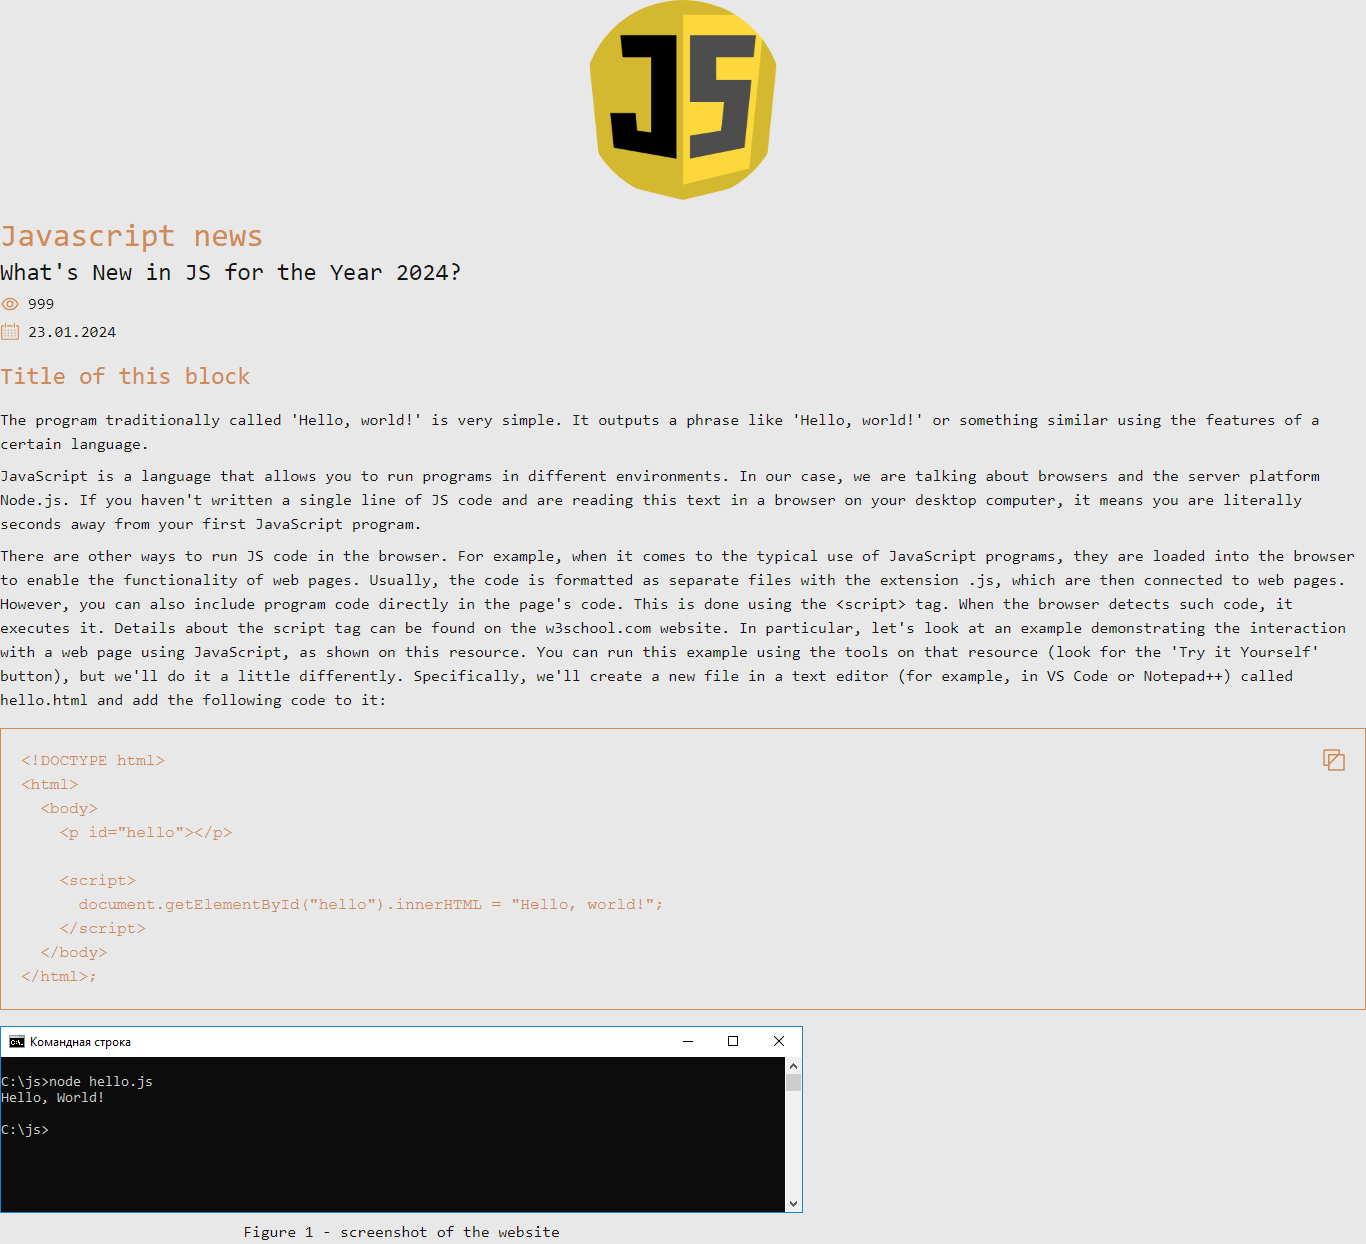 JS
Javascript news
What's New in JS for the Year 2024?
999
23.01.2024
Title of this block
The program traditionally called 'Hello, world!' is very simple. It outputs a phrase like 'Hello, world!' or something similar using the features of a
certain language.
JavaScript is a language that allows you to run programs in different environments. In our case, we are talking about browsers and the server platform
Node.js. If you haven't written a single line of JS code and are reading this text in a browser on your desktop computer, it means you are literally
seconds away from your first JavaScript program.
There are other ways to run JS code in the browser. For example, when it comes to the typical use of JavaScript programs, they are loaded into the browser
to enable the functionality of web pages. Usually, the code is formatted as separate files with the extension .js, which are then connected to web pages.
However, you can also include program code directly in the page's code. This is done using the <script> tag. When the browser detects such code, it
executes it. Details about the script tag can be found on the w3school.com website. In particular, let's look at an example demonstrating the interaction
with a web page using JavaScript, as shown on this resource. You can run this example using the tools on that resource (look for the 'Try it Yourself'
button), but we'll do it a little differently. Specifically, we'll create a new file in a text editor (for example, in VS Code or Notepad++) called
hello.html and add the following code to it:
<!DOCTYPE html>
<html>
  <body>
    <p id="hello"></p>
    <script>
      document.getElementById("hello").innerHTML = "Hello, world!";
    </script>
  </body>
</html>;
Командная строка
C:\js>node hello.js
Hello, World!
C:\js>
Figure 1 - screenshot of the website